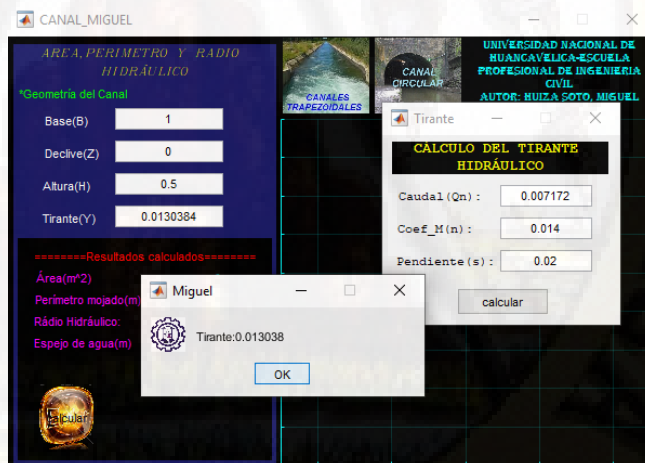 CANAL_MIGUEL
AREA, PERIMETRO Y RADIO
HIDRÁULICO
*Geometría del Canal
Base(B)
1
Declive(Z)
0
Altura(H)
0.5
Tirante(Y)
0.0130384
========Resultados calculados========
Área(m^2)
Perímetro mojado(m)
Rádio Hidráulico:
Espejo de agua(m)
Calcular
CANALES
TRAPEZOIDALES
CANAL
CIRCULAR
UNIVERSIDAD NACIONAL DE
HUANCAVELICA-ESCUELA
PROFESIONAL DE INGENIERIA
CIVIL
AUTOR: HUIZA SOTO, MIGUEL
Tirante
CÁLCULO DEL TIRANTE
HIDRÁULICO
Caudal(Qn):
0.007172
Coef_M(n):
0.014
Pendiente(s):
0.02
calcular
Miguel
Tirante:0.013038
OK